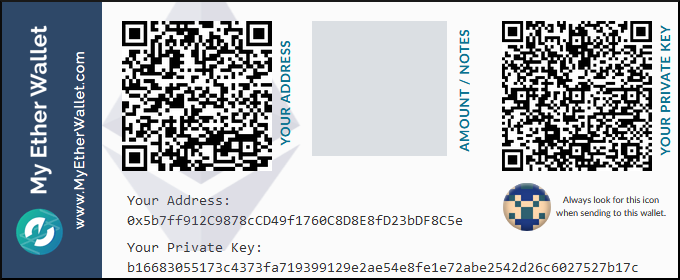 My Ether Wallet
www.MyEtherWallet.com
YOUR ADDRESS
AMOUNT / NOTES
YOUR PRIVATE KEY
Always look for this icon
when sending to this wallet.
Your Address:
0x5b7ff912C9878cCD49f1760C8D8E8fD23bDF8C5e
Your Private Key:
b16683055173c4373fa719399129e2ae54e8fe1e72abe2542d26c6027527b17c